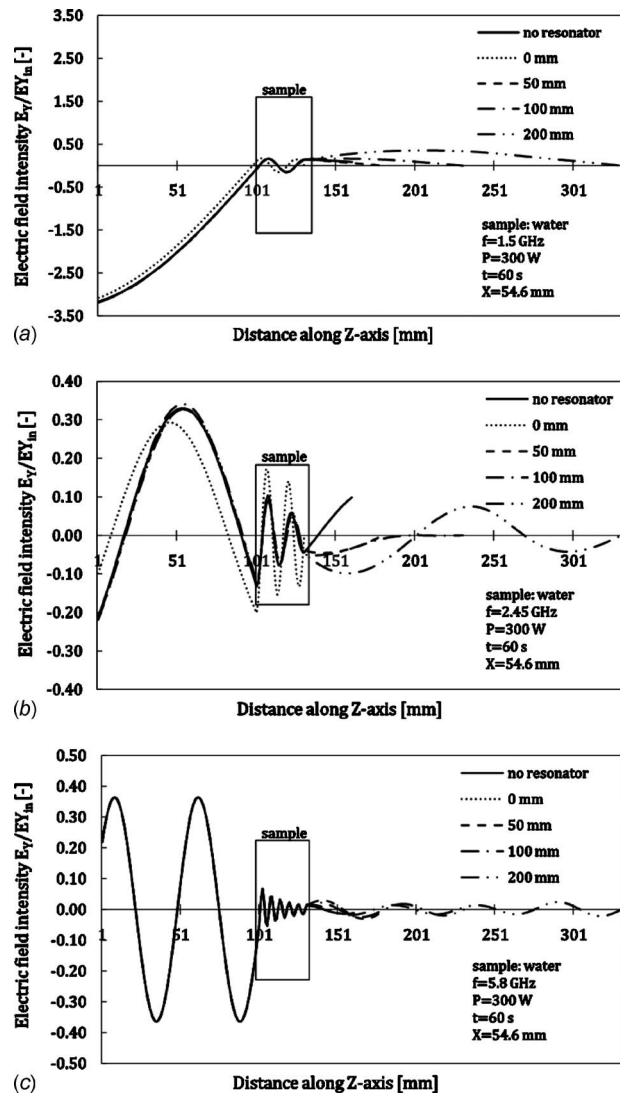 3.50
2.50
1.50
0.50
-0.50
-1.50
-2.50
-3.50
Electric field intensity EY/EYin [-]
1 51 101 151 201 251 301
Distance along Z-axis [mm]
sample
no resonator
0 mm
50 mm
100 mm
200 mm
sample: water
f=1.5 GHz
P=300 W
t=60 s
X=54.6 mm
(a)
0.40
0.30
0.20
0.10
0.00
-0.10
-0.20
-0.30
-0.40
Electric field intensity EY/EYin [-]
1 51 101 151 201 251 301
Distance along Z-axis [mm]
sample
no resonator
0 mm
50 mm
100 mm
200 mm
sample: water
f=2.45 GHz
P=300 W
t=60 s
X=54.6 mm
(b)
0.50
0.40
0.30
0.20
0.10
0.00
-0.10
-0.20
-0.30
-0.40
-0.50
Electric field intensity EY/EYin [-]
1 51 101 151 201 251 301
Distance along Z-axis [mm]
sample
no resonator
0 mm
50 mm
100 mm
200 mm
sample: water
f=5.8 GHz
P=300 W
t=60 s
X=54.6 mm
(c)